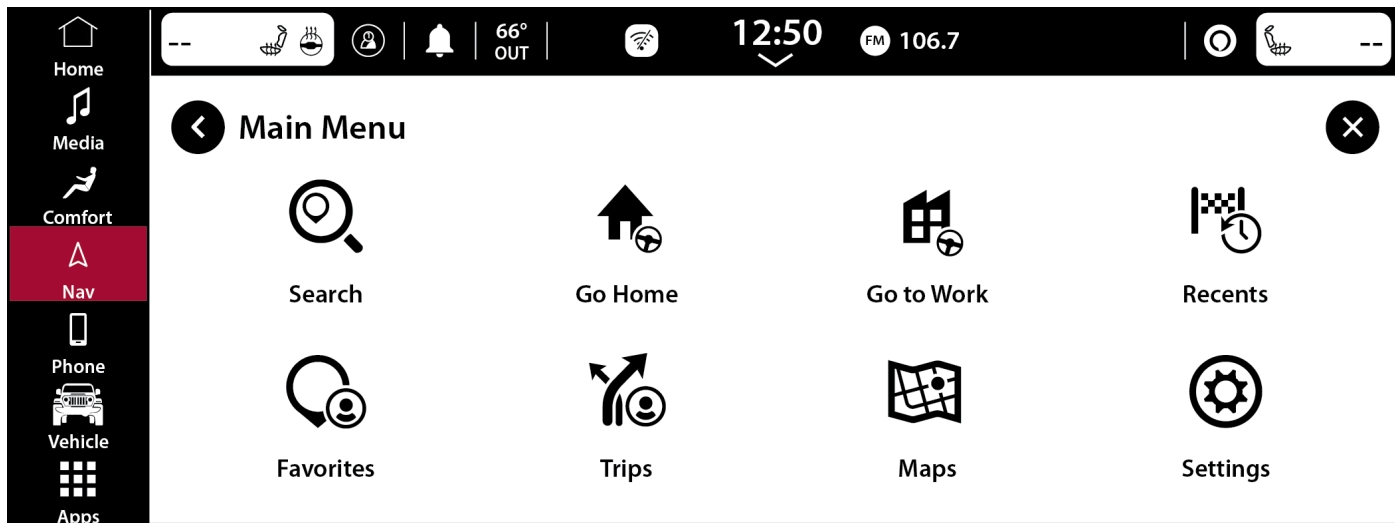 Home
Media
Comfort
Nav
Phone
Vehicle
Apps
--
66°
OUT
12:50
FM 106.7
--
Main Menu
Search
Go Home
Go to Work
Recents
Favorites
Trips
Maps
Settings